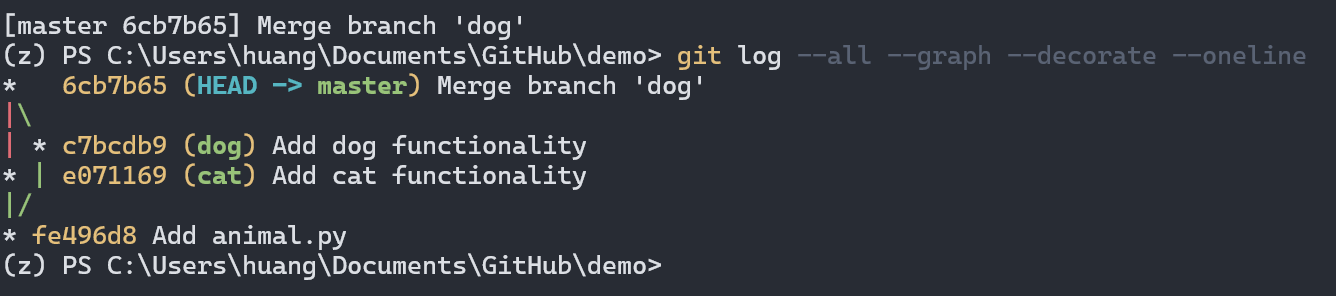 [master 6cb7b65] Merge branch 'dog'
(z) PS C:\Users\huang\Documents\GitHub\demo> git log --all --graph --decorate --oneline
*   6cb7b65 (HEAD -> master) Merge branch 'dog'
|\
| * c7bcdb9 (dog) Add dog functionality
* | e071169 (cat) Add cat functionality
|/
* fe496d8 Add animal.py
(z) PS C:\Users\huang\Documents\GitHub\demo>